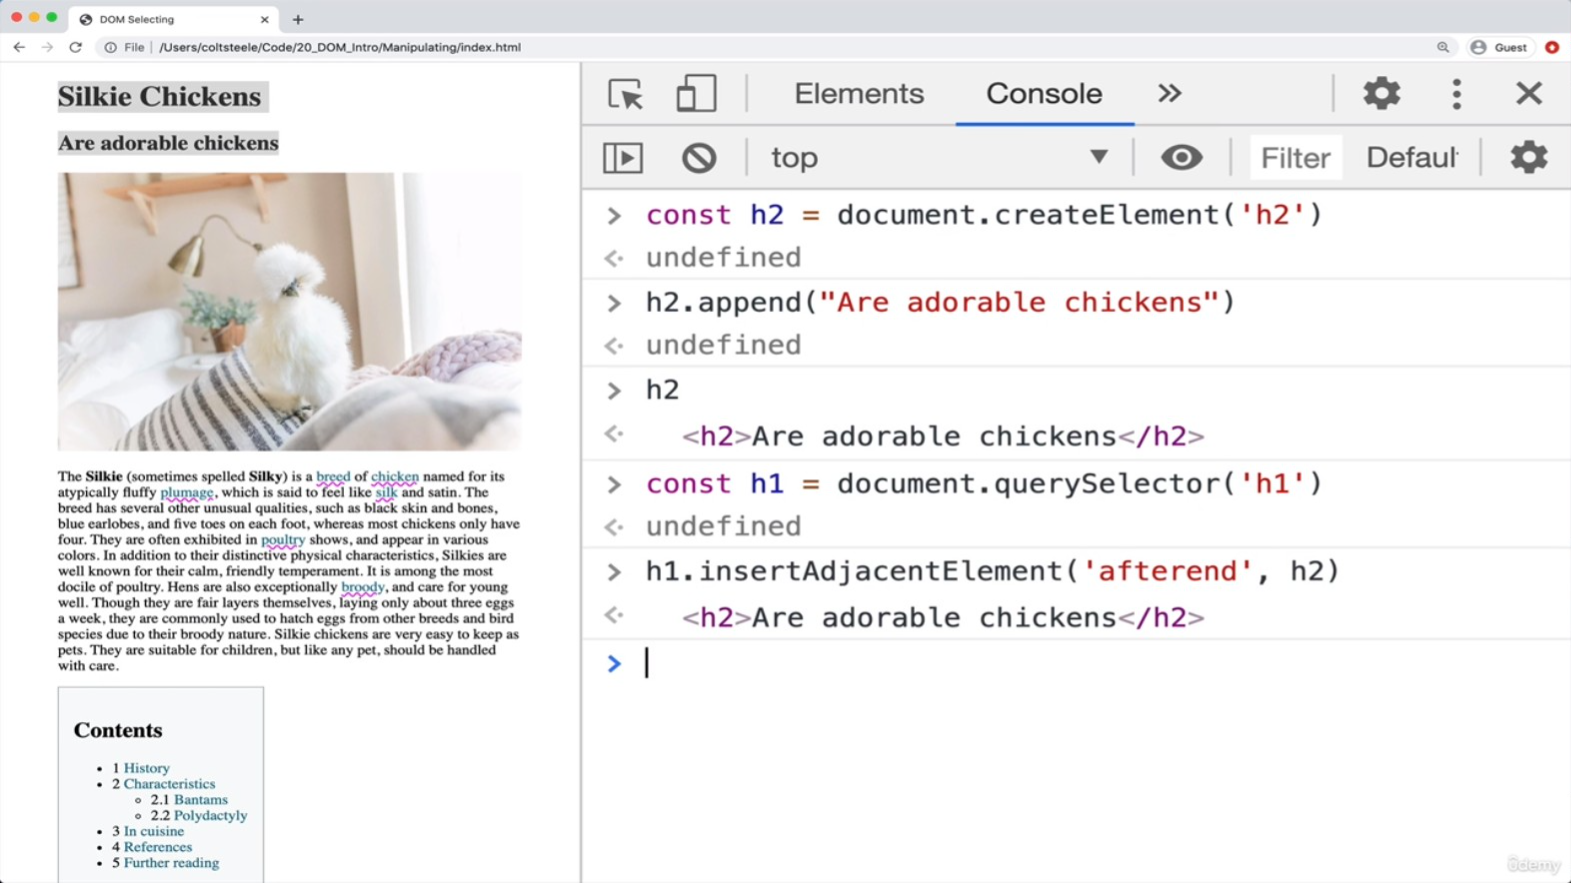 DOM Selecting
File
/Users/coltsteele/Code/20_DOM_Intro/Manipulating/index.html
Guest
Silkie Chickens
Are adorable chickens
The Silkie (sometimes spelled Silky) is a breed of chicken named for its
atypically fluffy plumage, which is said to feel like silk and satin. The
breed has several other unusual qualities, such as black skin and bones,
blue earlobes, and five toes on each foot, whereas most chickens only have
four. They are often exhibited in poultry shows, and appear in various
colors. In addition to their distinctive physical characteristics, Silkies are
well known for their calm, friendly temperament. It is among the most
docile of poultry. Hens are also exceptionally broody, and care for young
well. Though they are fair layers themselves, laying only about three eggs
a week, they are commonly used to hatch eggs from other breeds and bird
species due to their broody nature. Silkie chickens are very easy to keep as
pets. They are suitable for children, but like any pet, should be handled
with care.
Contents
1 History
2 Characteristics
2.1 Bantams
2.2 Polydactyly
3 In cuisine
4 References
5 Further reading
Elements
Console
top
Filter
Defaul
const h2 = document.createElement('h2')
undefined
h2.append("Are adorable chickens")
undefined
h2
<h2>Are adorable chickens</h2>
const h1 = document.querySelector('h1')
undefined
h1.insertAdjacentElement('afterend', h2)
<h2>Are adorable chickens</h2>
ûdemy